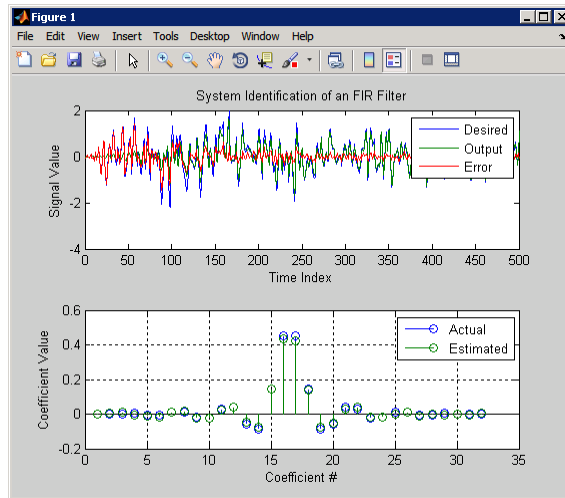 Figure 1
File Edit View Insert Tools Desktop Window Help
System Identification of an FIR Filter
Signal Value
2
0
-2
-4
Desired
Output
Error
0 50 100 150 200 250 300 350 400 450 500
Time Index
Coefficient Value
0.6
0.4
0.2
0
-0.2
Actual
Estimated
0 5 10 15 20 25 30 35
Coefficient #